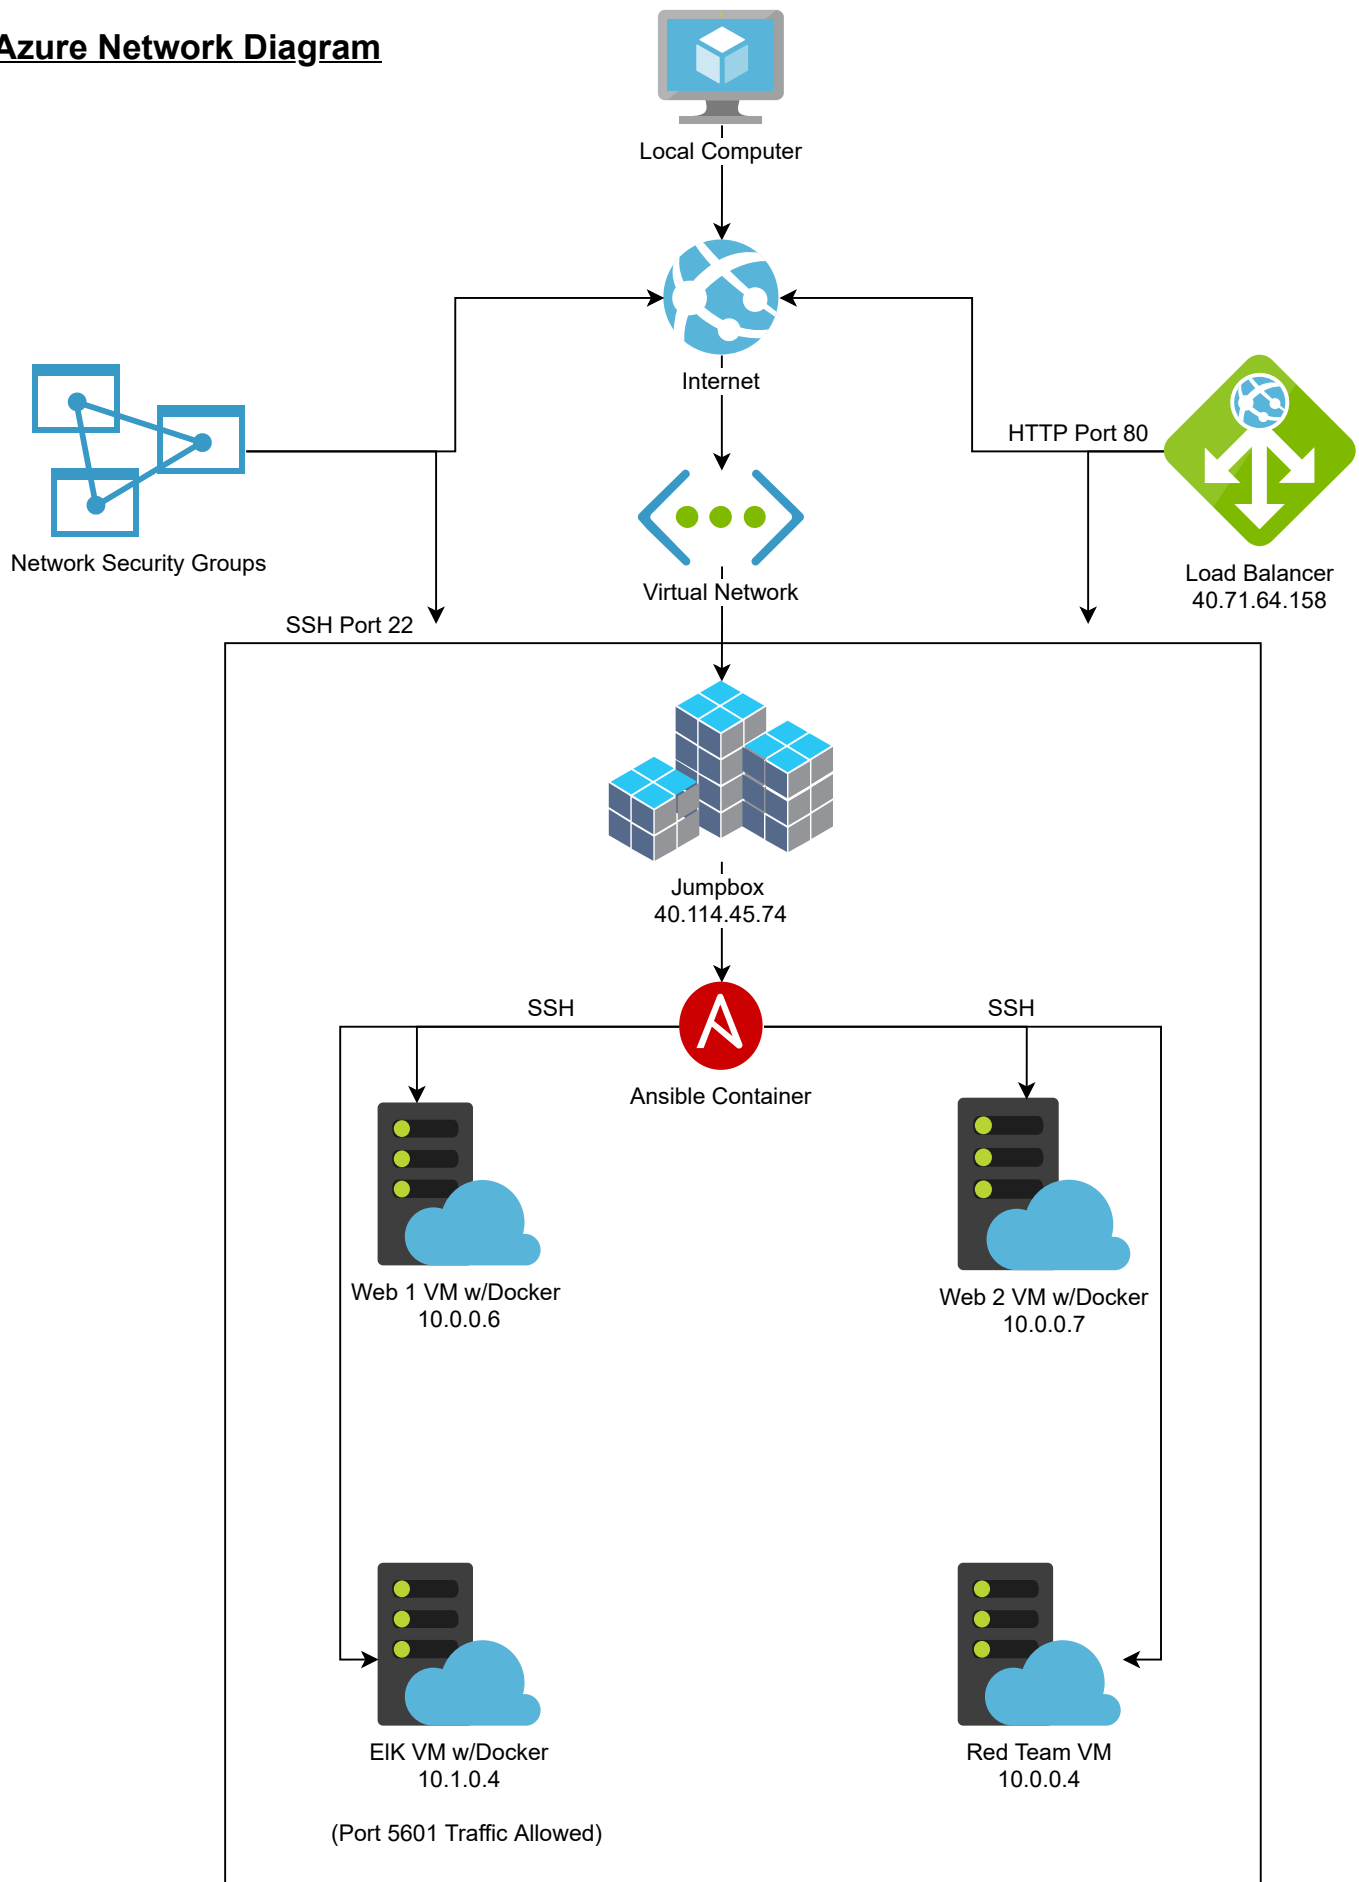 Azure Network Diagram
Local Computer
Internet
HTTP Port 80
Network Security Groups
Virtual Network
Load Balancer
40.71.64.158
SSH Port 22
Jumpbox
40.114.45.74
SSH
SSH
Ansible Container
Web 1 VM w/Docker
10.0.0.6
Web 2 VM w/Docker
10.0.0.7
ElK VM w/Docker
10.1.0.4
(Port 5601 Traffic Allowed)
Red Team VM
10.0.0.4